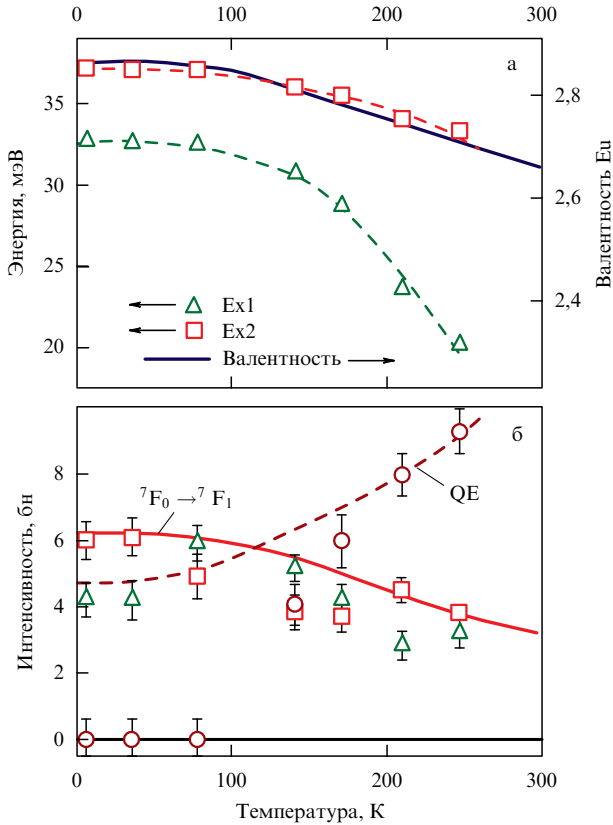 0 100 200 300
а
35
30
25
20
Энергия, мэВ
2,8
2,6
2,4
Валентность Eu
Ex1
Ex2
Валентность
б
8
6
4
2
0
Интенсивность, бн
⁷F₀ → ⁷F₁
QE
0 100 200 300
Температура, К